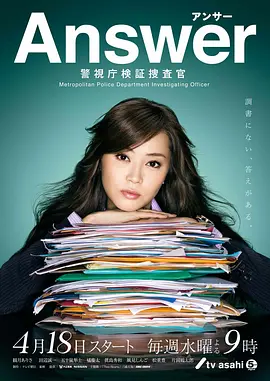 アンサー
Answer
警視庁検証捜査官
Metropolitan Police Department Investigating Officer
調書にない、答えがある。
4月18日スタート 毎週水曜よる9時
tv asahi 5